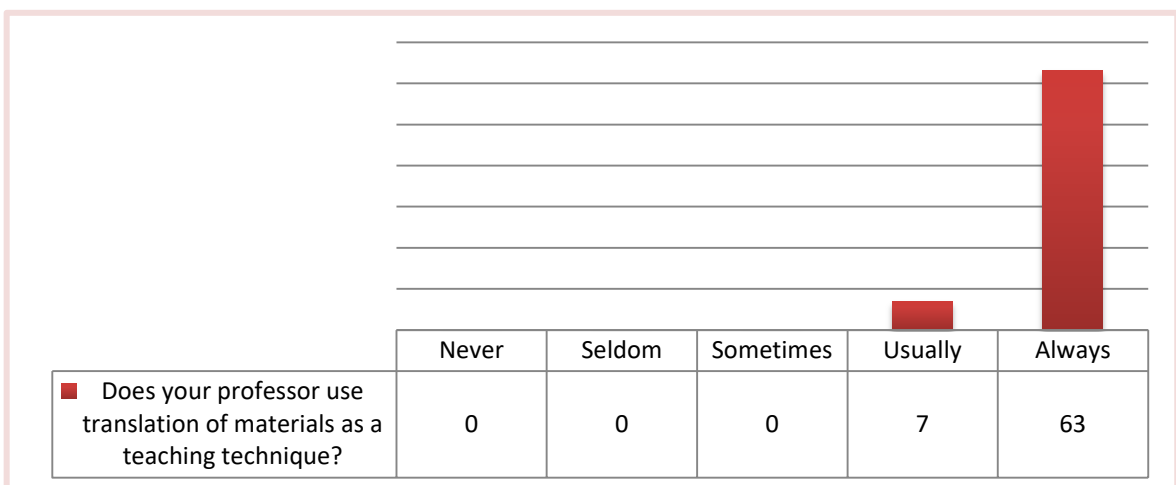 Never Seldom Sometimes Usually Always
Does your professor use
translation of materials as a
teaching technique?
0 0 0 7 63